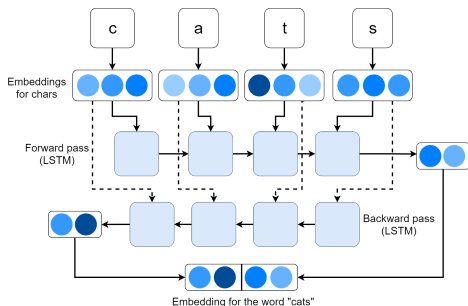 c a t s
Embeddings
for chars
Forward pass
(LSTM)
Backward pass
(LSTM)
Embedding for the word "cats"